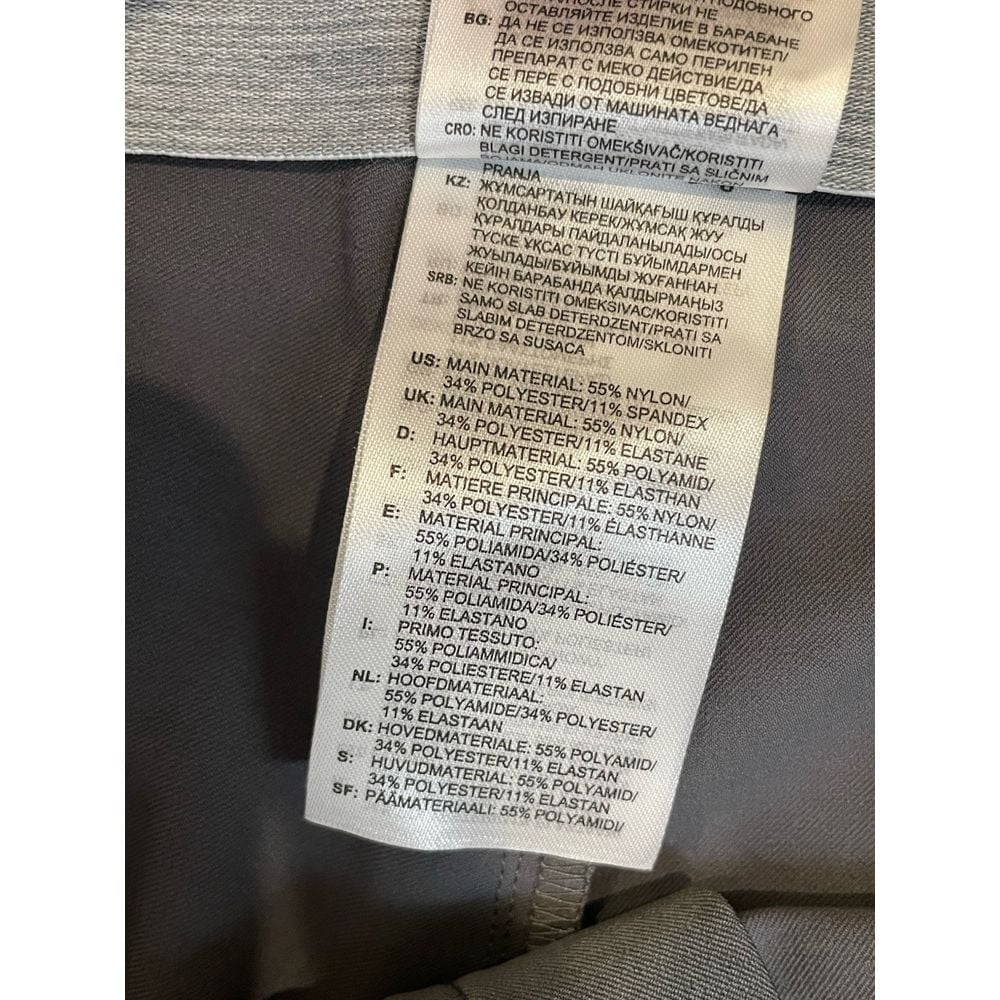 ПОСЛЕ СТИРКИ НЕ
ПОДОБНОГО
ОСТАВЛЯЙТЕ ИЗДЕЛИЕ В БАРАБАНЕ
BG: ДА НЕ СЕ ИЗПОЛЗВА ОМЕКОТИТЕЛ/
ДА СЕ ИЗПОЛЗВА САМО ПЕРИЛЕН
ПРЕПАРАТ С МЕКО ДЕЙСТВИЕ/ДА
СЕ ПЕРЕ С ПОДОБНИ ЦВЕТОВЕ/ДА
СЕ ИЗВАДИ ОТ МАШИНАТА ВЕДНАГА
СЛЕД ИЗПИРАНЕ
CRO: NE KORISTITI OMEKŠIVAČ/KORISTITI
BLAGI DETERGENT/PRATI SA SLIČNIM
PRANJA
KZ: ЖҰМСАРТАТЫН ШАЙҚАҒЫШ ҚҰРАЛДЫ
ҚОЛДАНБАУ КЕРЕК/ЖҰМСАК ЖУУ
ҚҰРАЛДАРЫ ПАЙДАЛАНЫЛАДЫ/ОСЫ
ТҮСКЕ ҰҚСАС ТҮСТІ БҰЙЫМДАРМЕН
ЖУЫЛАДЫ/БҰЙЫМДЫ ЖУҒАННАН
КЕЙІН БАРАБАНДА ҚАЛДЫРМАҢЫЗ
SRB: NE KORISTITI OMEKSIVAC/KORISTITI
SAMO SLAB DETERDZENT/PRATI SA
SLABIM DETERDZENTOM/SKLONITI
BRZO SA SUSACA
US: MAIN MATERIAL: 55% NYLON/
34% POLYESTER/11% SPANDEX
UK: MAIN MATERIAL: 55% NYLON/
34% POLYESTER/11% ELASTANE
D: HAUPTMATERIAL: 55% POLYAMID/
34% POLYESTER/11% ELASTHAN
F: MATIERE PRINCIPALE: 55% NYLON/
34% POLYESTER/11% ÉLASTHANNE
E: MATERIAL PRINCIPAL:
55% POLIAMIDA/34% POLIÉSTER/
11% ELASTANO
P: MATERIAL PRINCIPAL:
55% POLIAMIDA/34% POLIÉSTER/
11% ELASTANO
I: PRIMO TESSUTO:
55% POLIAMMIDICA/
34% POLIESTERE/11% ELASTAN
NL: HOOFDMATERIAAL:
55% POLYAMIDE/34% POLYESTER/
11% ELASTAAN
DK: HOVEDMATERIALE: 55% POLYAMID/
34% POLYESTER/11% ELASTAN
S: HUVUDMATERIAL: 55% POLYAMID/
34% POLYESTER/11% ELASTAN
SF: PÄÄMATERIAALI: 55% POLYAMIDI/